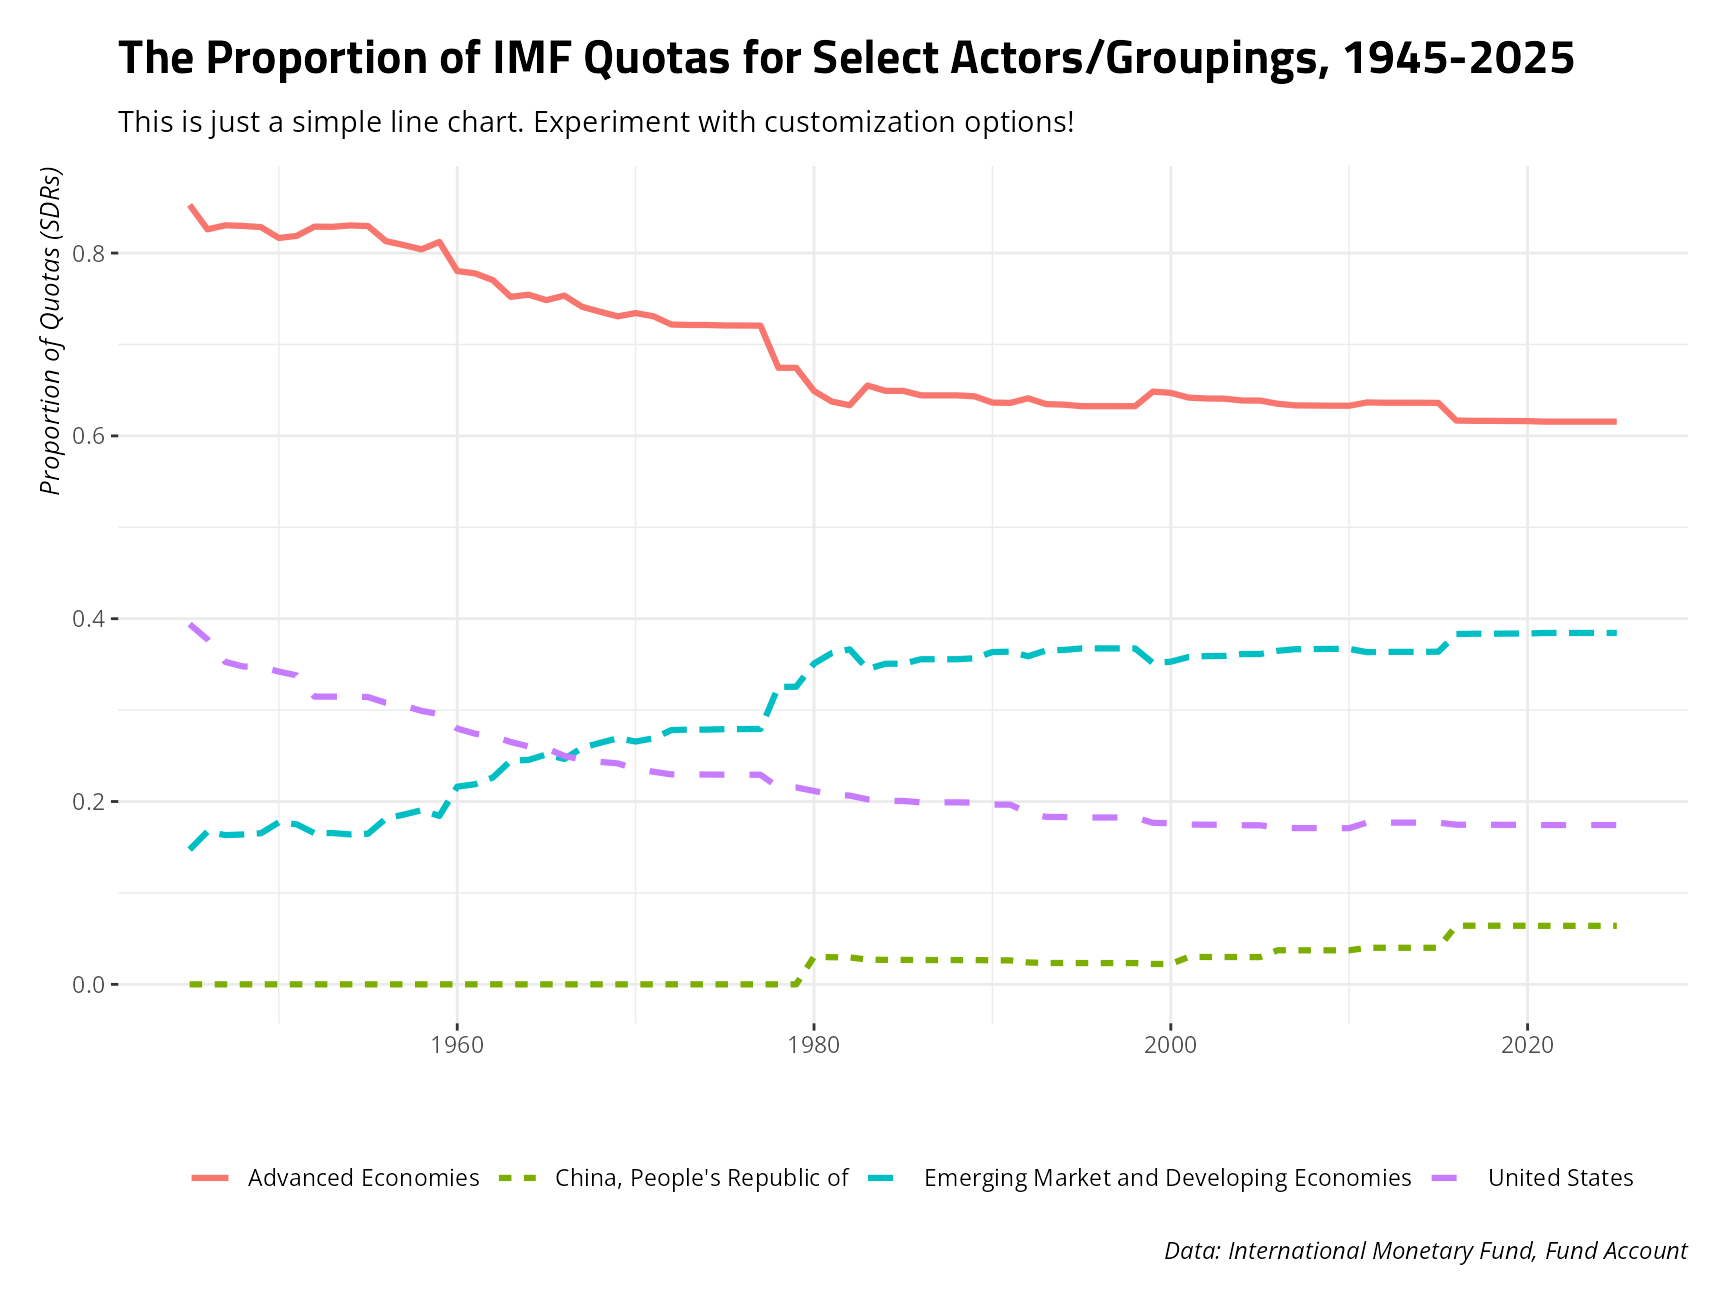 The Proportion of IMF Quotas for Select Actors/Groupings, 1945-2025
This is just a simple line chart. Experiment with customization options!
Proportion of Quotas (SDRs)
0.8
0.6
0.4
0.2
0.0
1960
1980
2000
2020
Advanced Economies
China, People's Republic of
Emerging Market and Developing Economies
United States
Data: International Monetary Fund, Fund Account